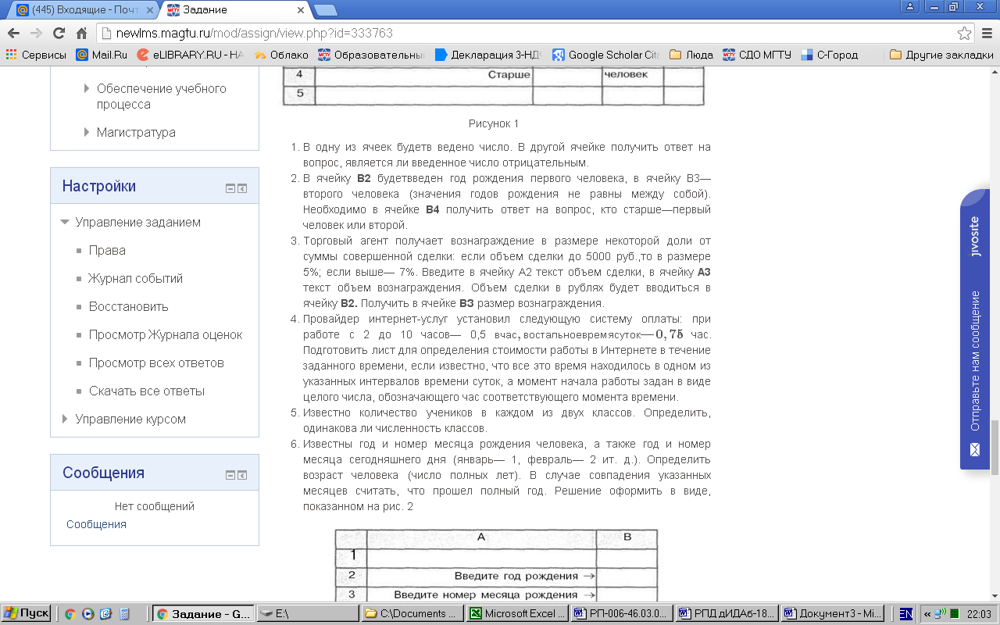 (445) Входящие - Почт
Задание
newlms.magtu.ru/mod/assign/view.php?id=333763
Сервисы Mail.Ru eLIBRARY.RU - НА Облако Образовательны Декларация 3-НДФ Google Scholar Cita Люда СДО МГТУ С-Город Другие закладки
Обеспечение учебного
процесса
Магистратура
Настройки
Управление заданием
Права
Журнал событий
Восстановить
Просмотр Журнала оценок
Просмотр всех ответов
Скачать все ответы
Управление курсом
Сообщения
Нет сообщений
Сообщения
4 Старше человек
5
Рисунок 1
1. В одну из ячеек будетв ведено число. В другой ячейке получить ответ на
вопрос, является ли введенное число отрицательным.
2. В ячейку В2 будетвведен год рождения первого человека, в ячейку В3—
второго человека (значения годов рождения не равны между собой).
Необходимо в ячейке В4 получить ответ на вопрос, кто старше—первый
человек или второй.
3. Торговый агент получает вознаграждение в размере некоторой доли от
суммы совершенной сделки: если объем сделки до 5000 руб.,то в размере
5%; если выше— 7%. Введите в ячейку А2 текст объем сделки, в ячейку А3
текст объем вознаграждения. Объем сделки в рублях будет вводиться в
ячейку В2. Получить в ячейке В3 размер вознаграждения.
4. Провайдер интернет-услуг установил следующую систему оплаты: при
работе с 2 до 10 часов— 0,5 вчас,востальноевремясуток—0,75 час.
Подготовить лист для определения стоимости работы в Интернете в течение
заданного времени, если известно, что все это время находилось в одном из
указанных интервалов времени суток, а момент начала работы задан в виде
целого числа, обозначающего час соответствующего момента времени.
5. Известно количество учеников в каждом из двух классов. Определить,
одинакова ли численность классов.
6. Известны год и номер месяца рождения человека, а также год и номер
месяца сегодняшнего дня (январь— 1, февраль— 2 ит. д.). Определить
возраст человека (число полных лет). В случае совпадения указанных
месяцев считать, что прошел полный год. Решение оформить в виде,
показанном на рис. 2
A B
1
2 Введите год рождения →
3 Введите номер месяца рождения →
jivosite
Отправьте нам сообщение
Пуск Задание - G... E:\ C:\Documents ... Microsoft Excel ... РП-006-46.03.0... РПД дИДАб-18... Документ3 - Mi... EN « 22:03